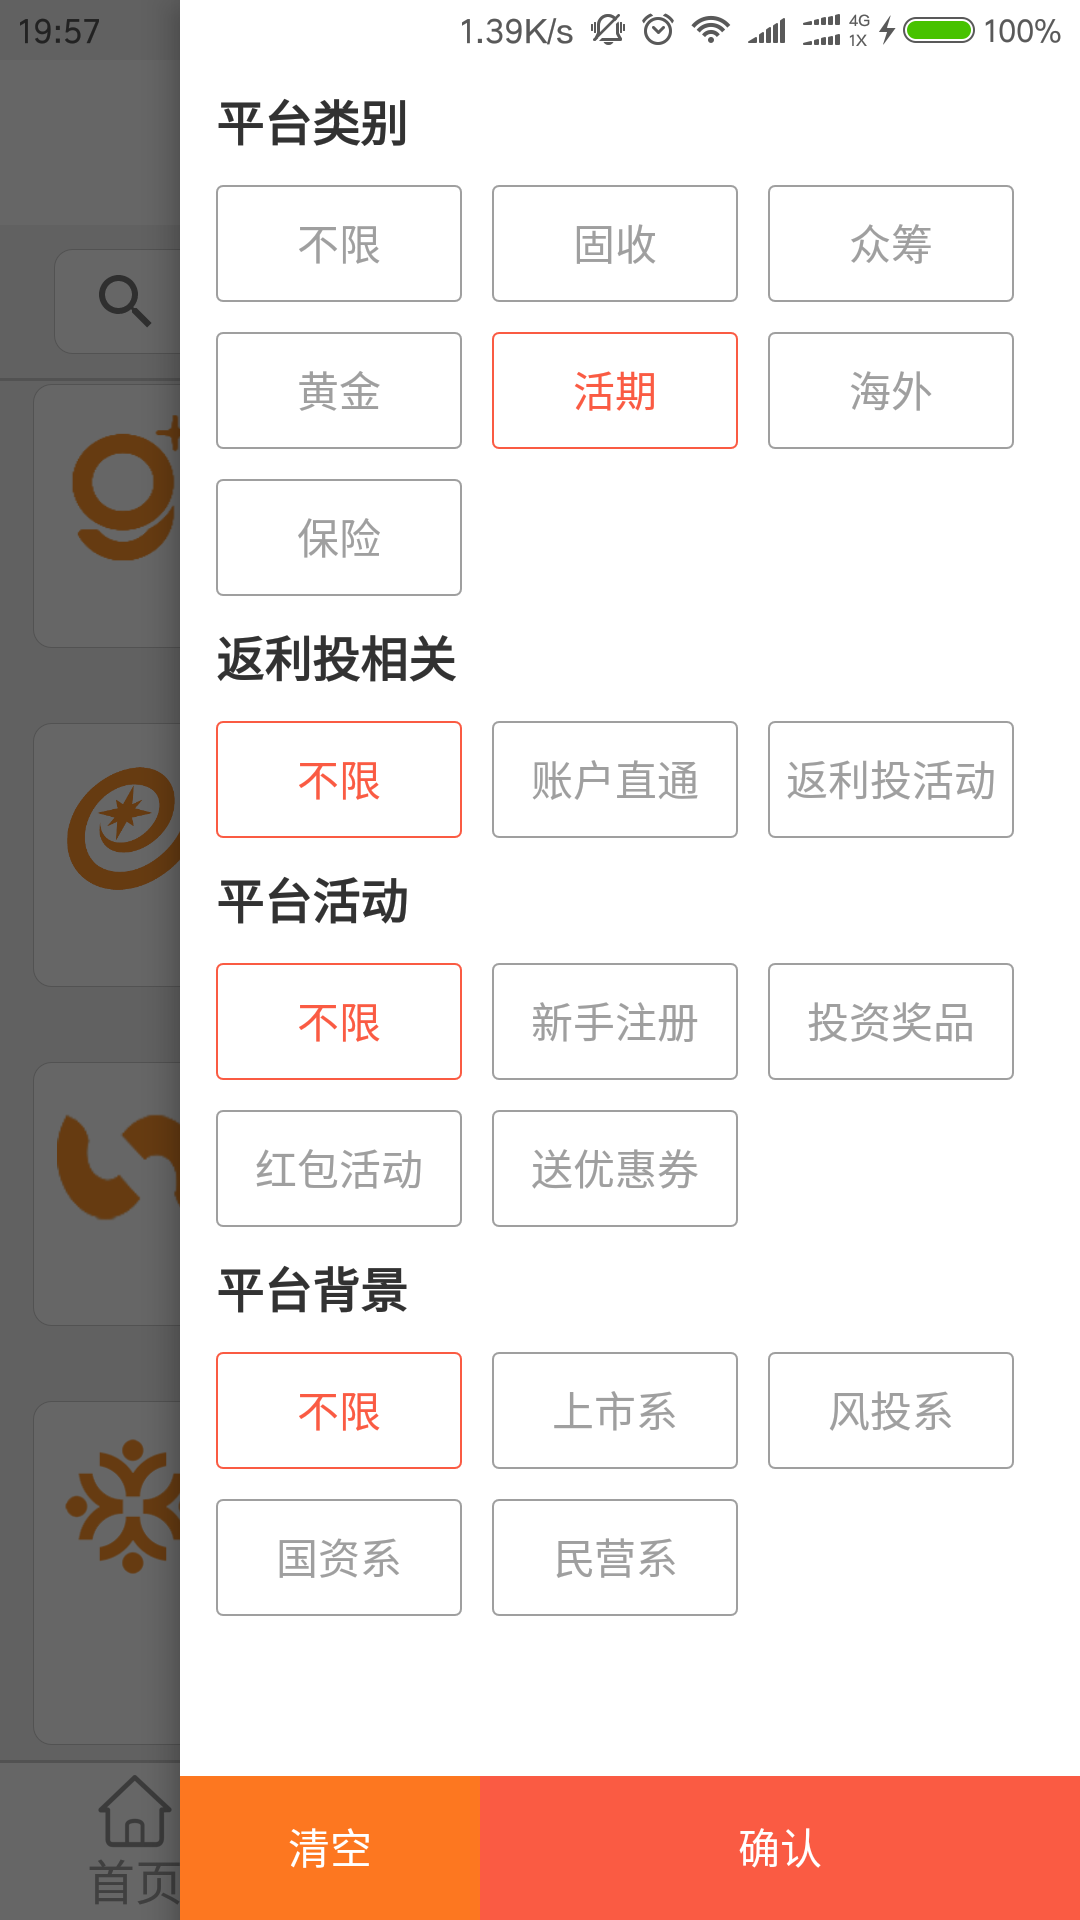 19:57 1.39K/s 4G 1X 100%
平台类别
不限 固收 众筹
黄金 活期 海外
保险
返利投相关
不限 账户直通 返利投活动
平台活动
不限 新手注册 投资奖品
红包活动 送优惠券
平台背景
不限 上市系 风投系
国资系 民营系
清空 确认
首页